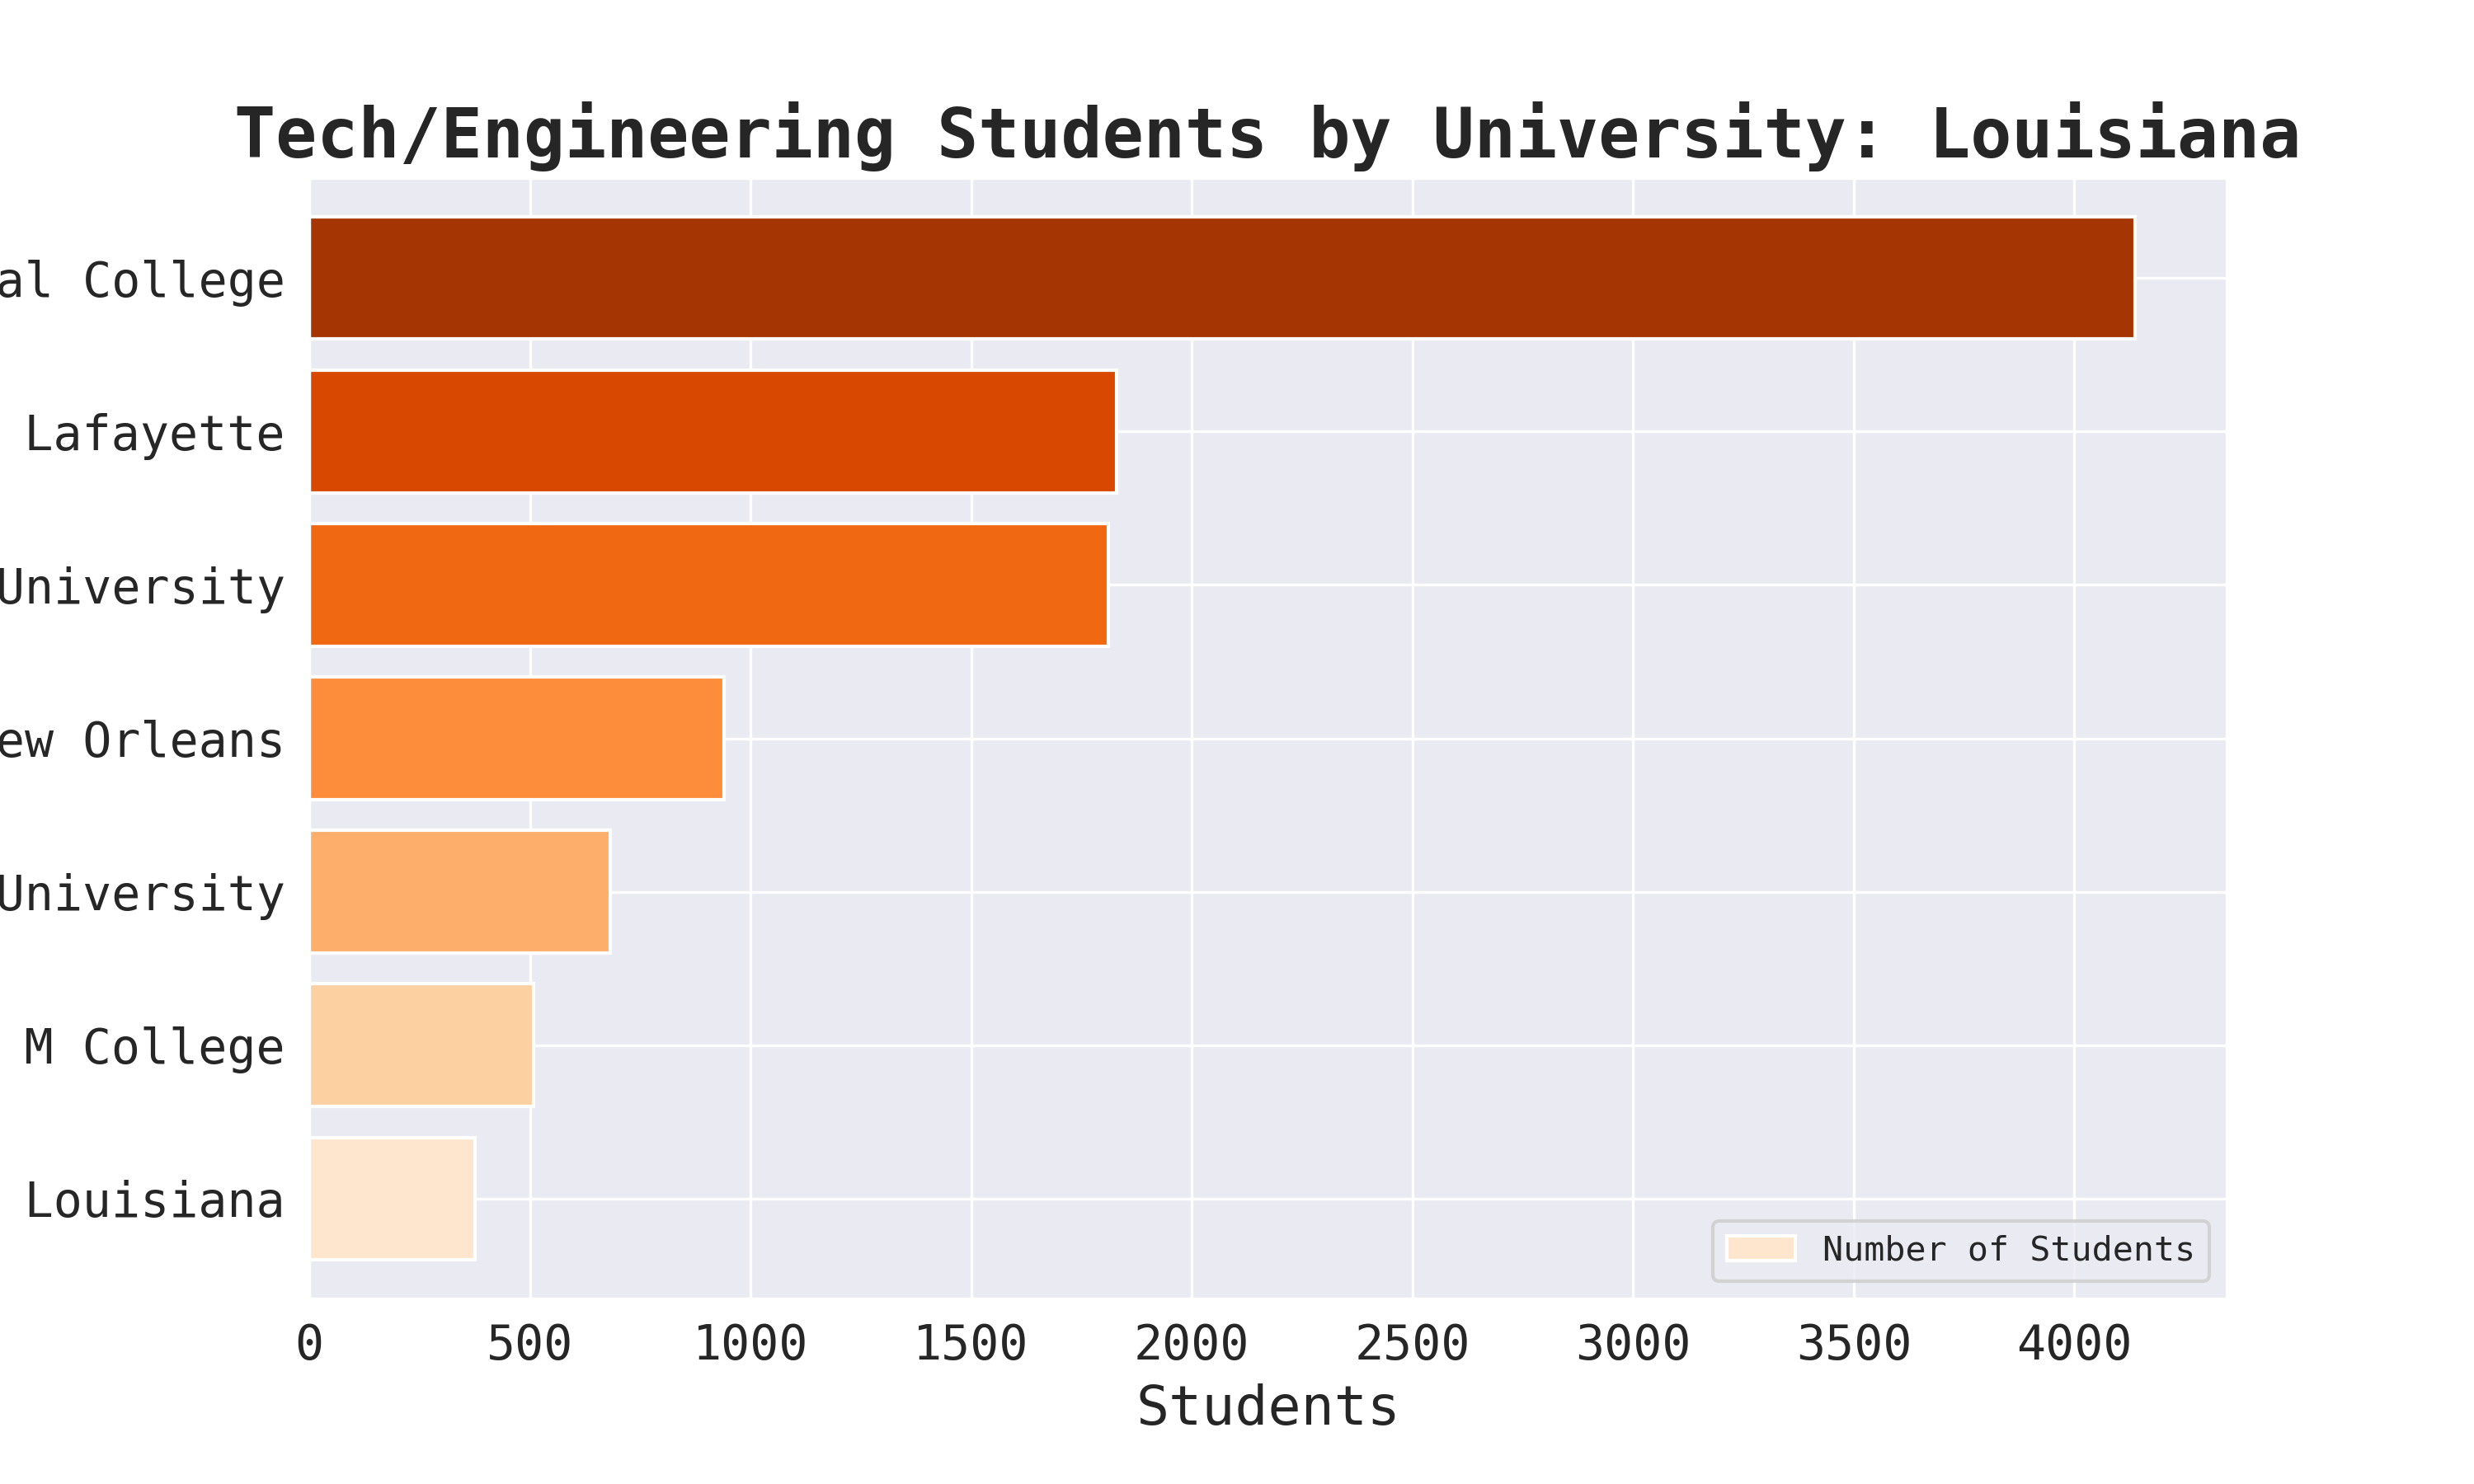 Tech/Engineering Students by University: Louisiana
al College
Lafayette
University
ew Orleans
University
M College
Louisiana
Number of Students
0 500 1000 1500 2000 2500 3000 3500 4000
Students